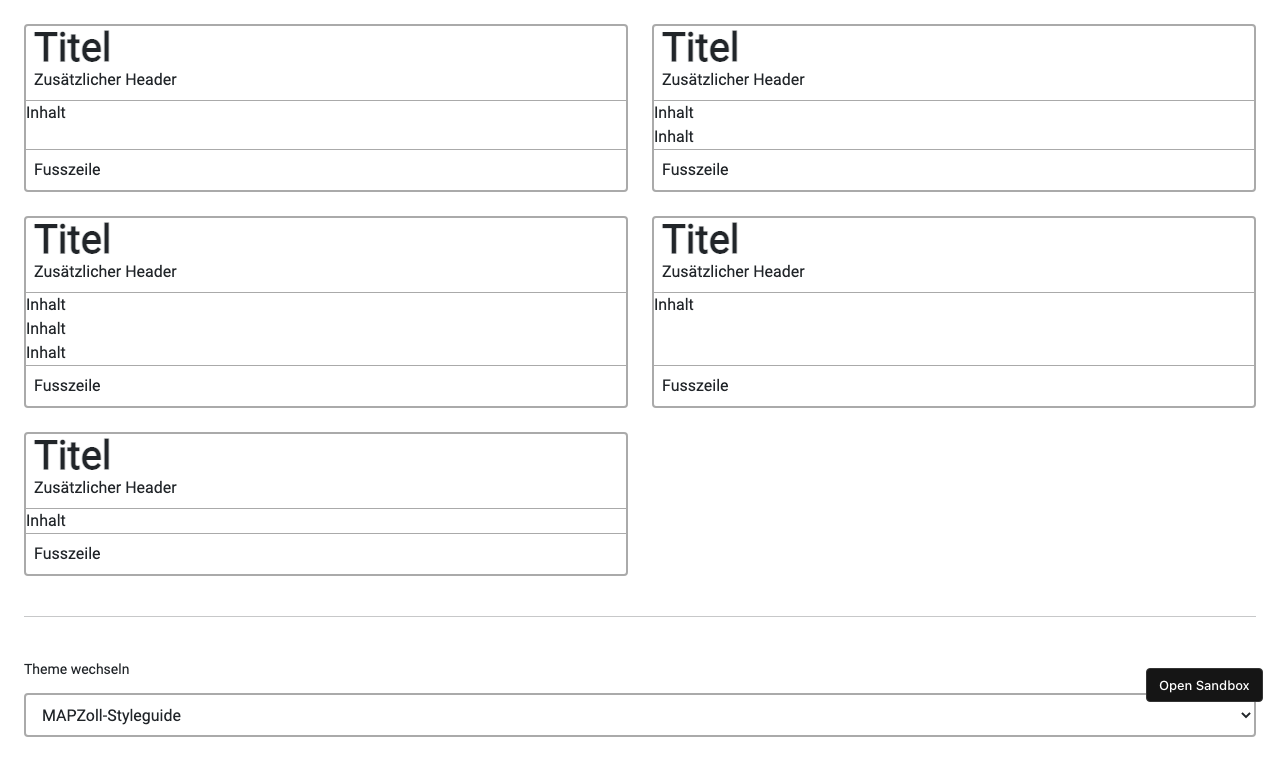 Titel
Zusätzlicher Header
Inhalt
Fusszeile
Titel
Zusätzlicher Header
Inhalt
Inhalt
Fusszeile
Titel
Zusätzlicher Header
Inhalt
Inhalt
Inhalt
Fusszeile
Titel
Zusätzlicher Header
Inhalt
Fusszeile
Titel
Zusätzlicher Header
Inhalt
Fusszeile
Theme wechseln
Open Sandbox
MAPZoll-Styleguide